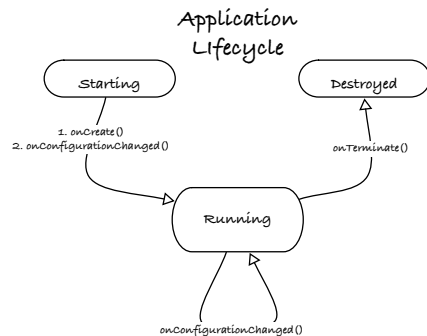 Application
LIfecycle
Starting
Destroyed
1. onCreate()
2. onConfigurationChanged()
onTerminate()
Running
onConfigurationChanged()